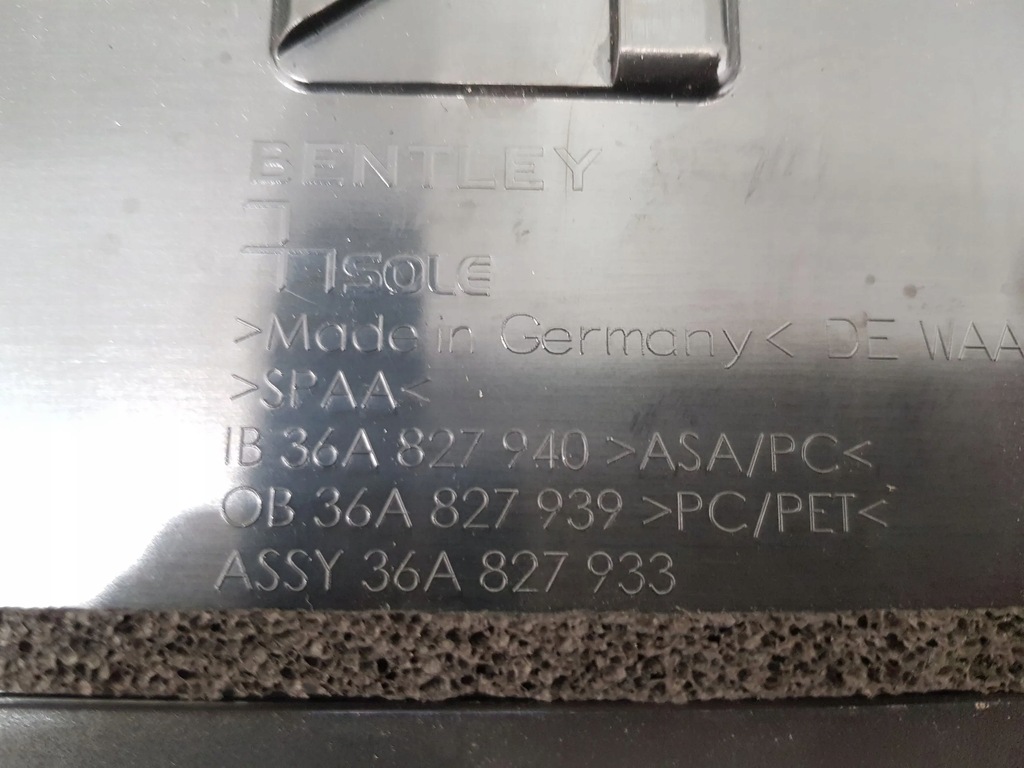 BENTLEY
ISOLE
>Made in Germany< DE WAA
>SPAA<
IB 36A 827 940 >ASA/PC<
OB 36A 827 939 >PC/PET<
ASSY 36A 827 933